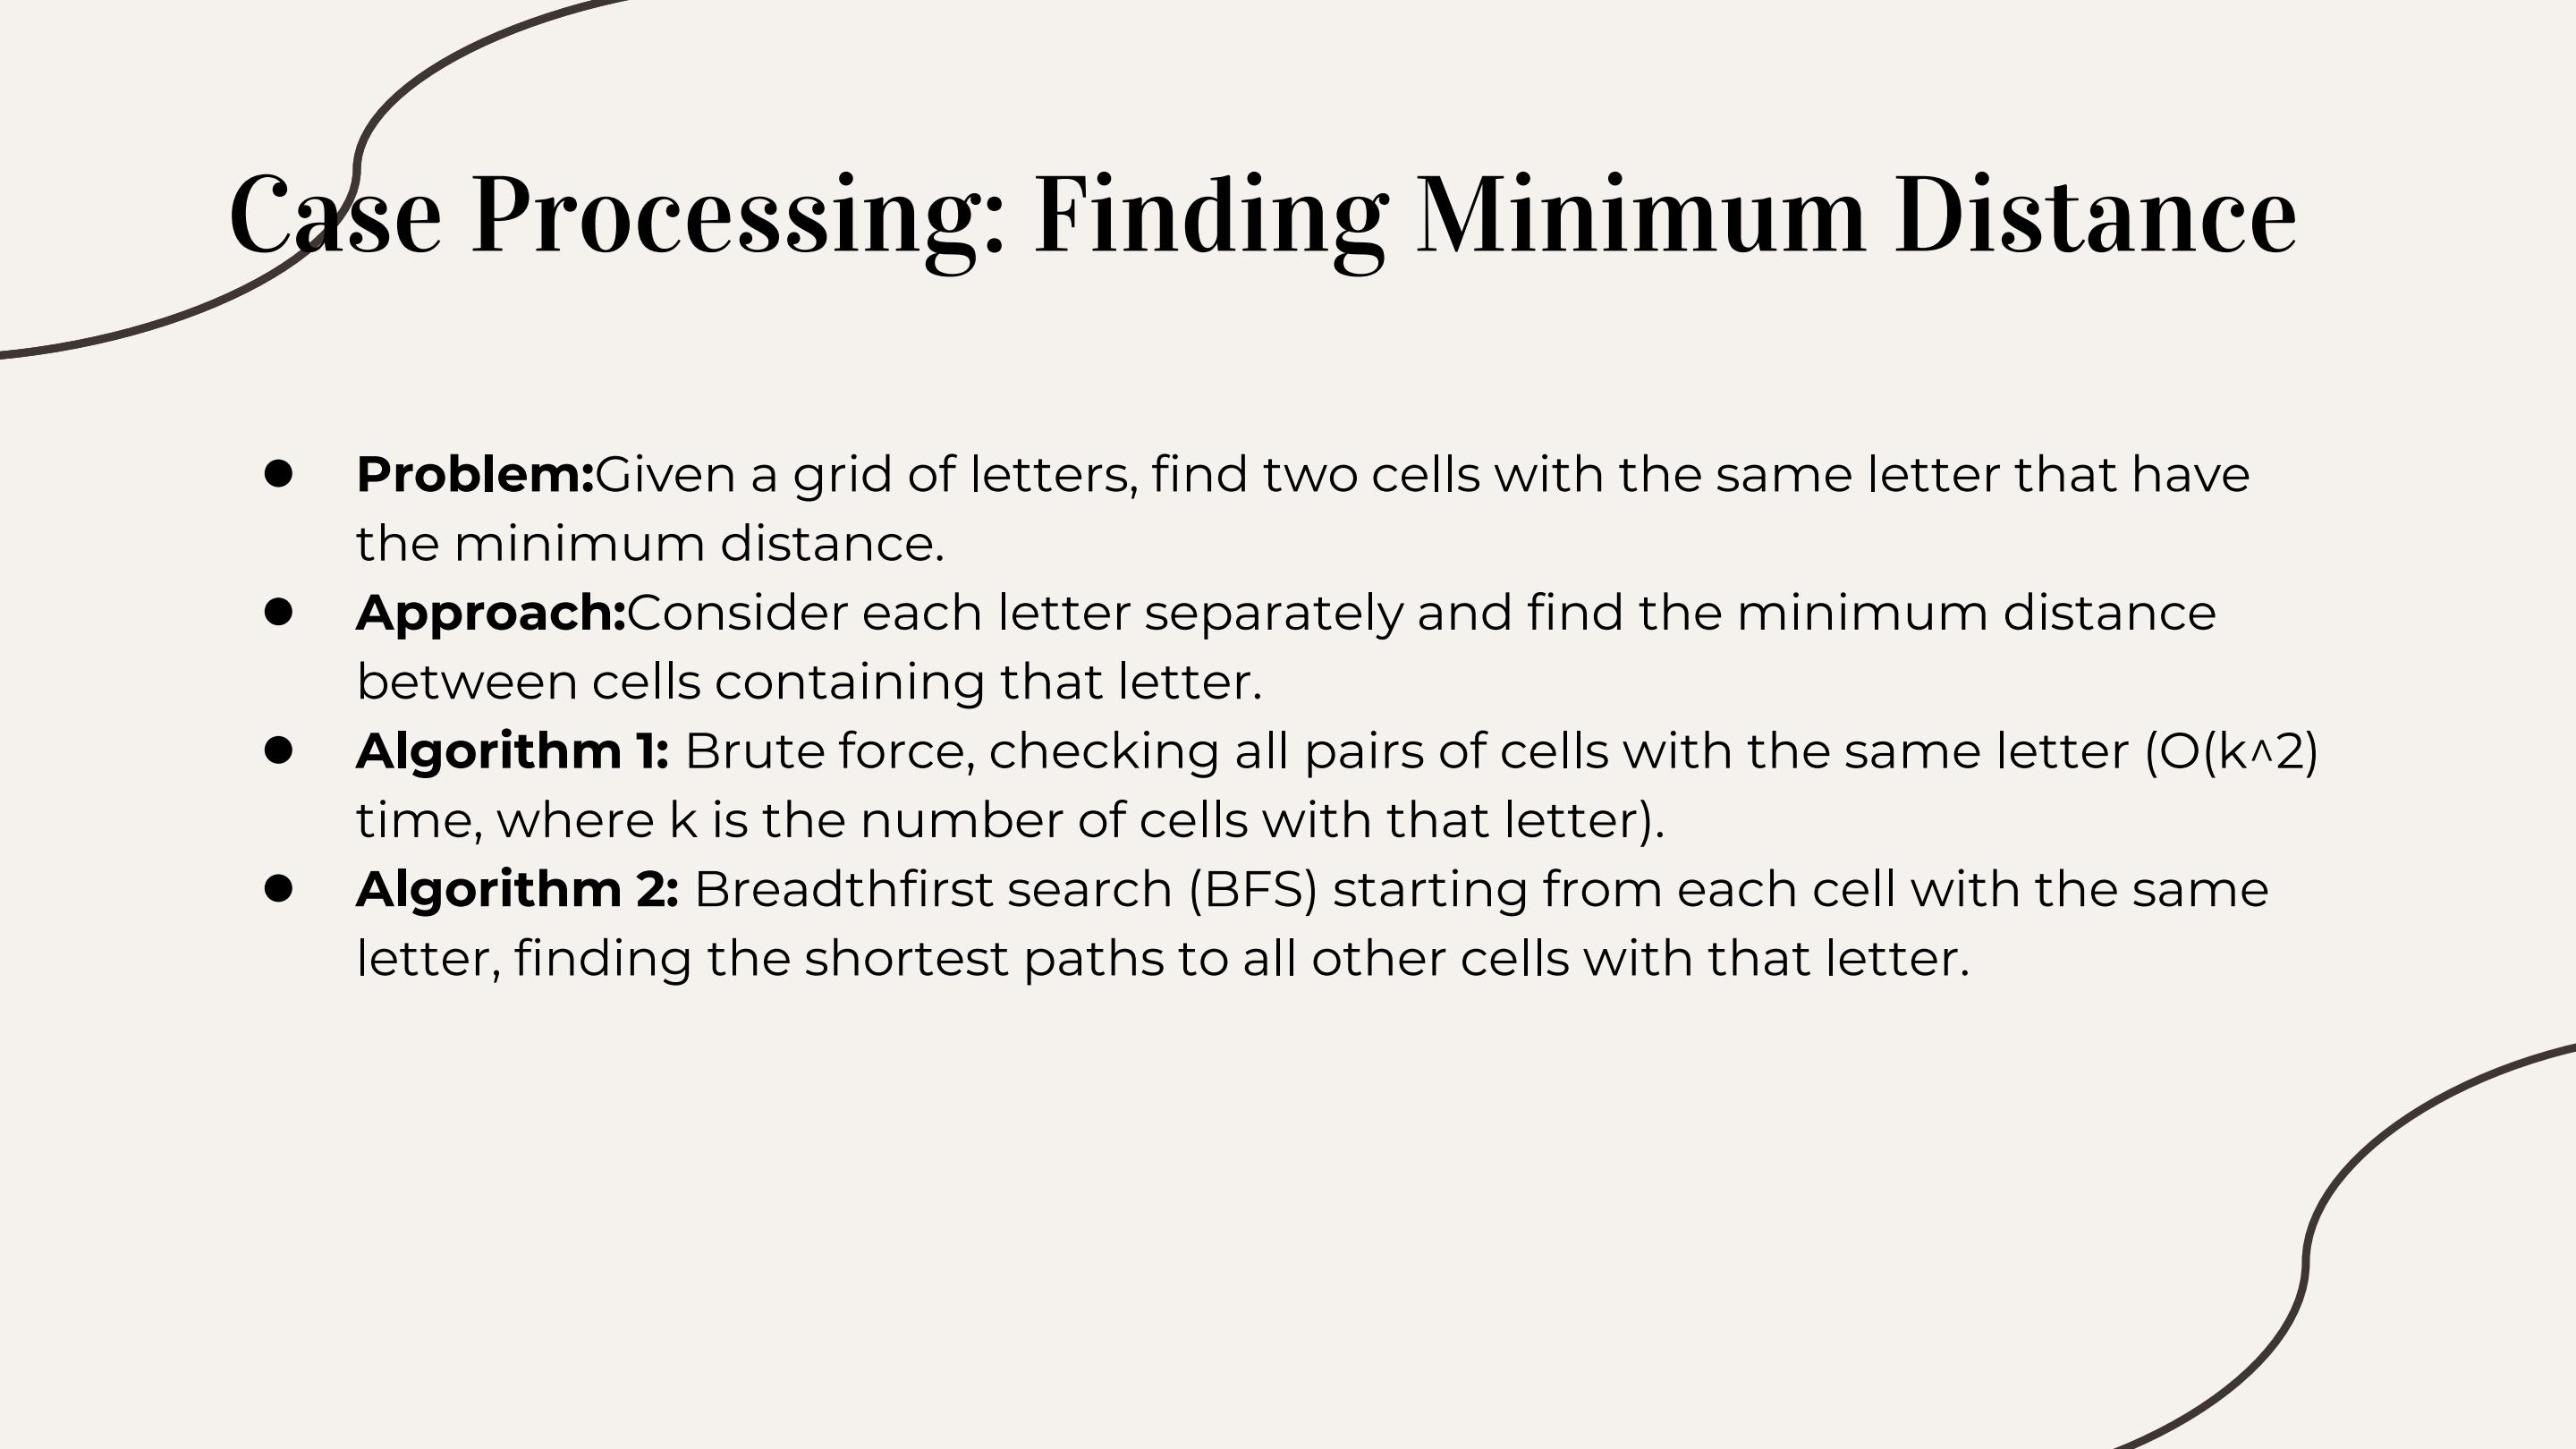 Case Processing: Finding Minimum Distance
● Problem:Given a grid of letters, find two cells with the same letter that have
the minimum distance.
● Approach:Consider each letter separately and find the minimum distance
between cells containing that letter.
● Algorithm 1: Brute force, checking all pairs of cells with the same letter (O(k^2)
time, where k is the number of cells with that letter).
● Algorithm 2: Breadthfirst search (BFS) starting from each cell with the same
letter, finding the shortest paths to all other cells with that letter.